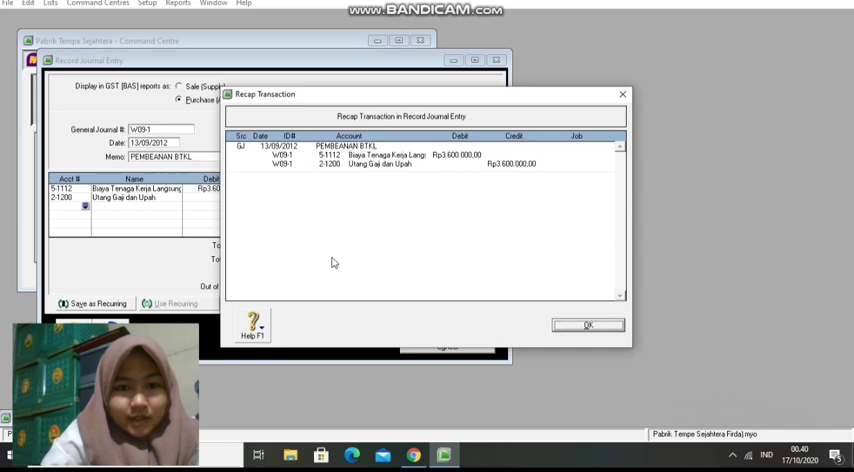 File Edit Lists Command Centres Setup Reports Window Help
www.BANDICAM.com
Pabrik Tempe Sejahtera - Command Centre
Record Journal Entry
Display in GST [BAS] reports as: Sale (Supply
Purchase (A
General Journal #: W09-1
Date: 13/09/2012
Memo: PEMBEANAN BTKL
Acct # Name Debit
5-1112 Biaya Tenaga Kerja Langsung Rp3.60
2-1200 Utang Gaji dan Upah
To
To
Out of
Save as Recurring Use Recurring
Recap Transaction
Recap Transaction in Record Journal Entry
Src Date ID# Account Debit Credit Job
GJ 13/09/2012 PEMBEANAN BTKL
W09-1 5-1112 Biaya Tenaga Kerja Langs Rp3.600.000,00
W09-1 2-1200 Utang Gaji dan Upah Rp3.600.000,00
Help F1
OK
Pabrik Tempe Sejahtera Firda).myo
IND
00.40
17/10/2020
5